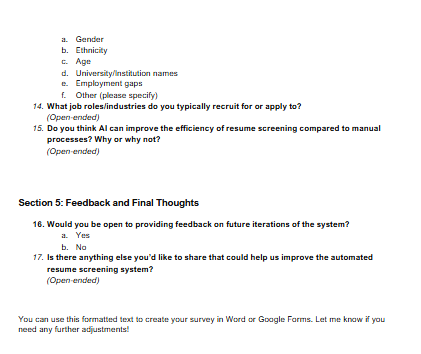 a. Gender
b. Ethnicity
c. Age
d. University/Institution names
e. Employment gaps
f. Other (please specify)
14. What job roles/industries do you typically recruit for or apply to?
(Open-ended)
15. Do you think AI can improve the efficiency of resume screening compared to manual
processes? Why or why not?
(Open-ended)
Section 5: Feedback and Final Thoughts
16. Would you be open to providing feedback on future iterations of the system?
a. Yes
b. No
17. Is there anything else you'd like to share that could help us improve the automated
resume screening system?
(Open-ended)
You can use this formatted text to create your survey in Word or Google Forms. Let me know if you
need any further adjustments!